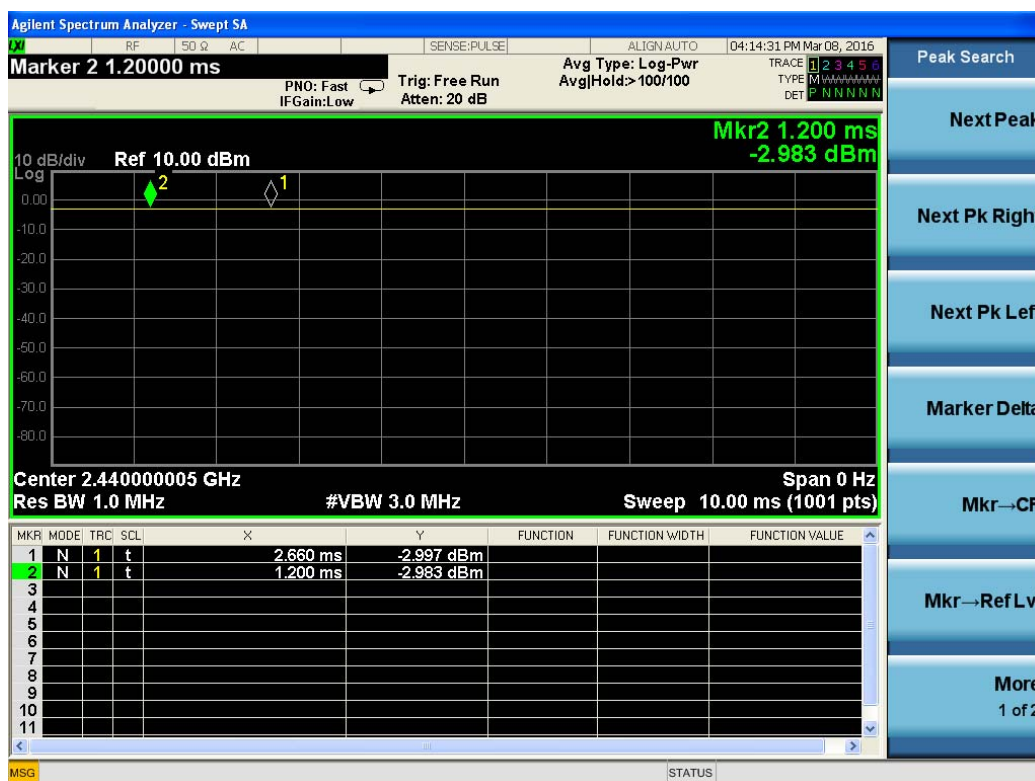 Agilent Spectrum Analyzer - Swept SA
LXI RF 50 Ω AC SENSE:PULSE ALIGN AUTO 04:14:31 PM Mar 08, 2016
Marker 2 1.20000 ms
PNO: Fast
IFGain:Low
Trig: Free Run
Atten: 20 dB
Avg Type: Log-Pwr
Avg|Hold:> 100/100
TRACE 1 2 3 4 5 6
TYPE M WWWWW
DET P N N N N N
Mkr2 1.200 ms
-2.983 dBm
10 dB/div Ref 10.00 dBm
Log
2
1
0.00
-10.0
-20.0
-30.0
-40.0
-50.0
-60.0
-70.0
-80.0
Center 2.440000005 GHz Span 0 Hz
Res BW 1.0 MHz #VBW 3.0 MHz Sweep 10.00 ms (1001 pts)
MKR MODE TRC SCL X Y FUNCTION FUNCTION WIDTH FUNCTION VALUE
1 N 1 t 2.660 ms -2.997 dBm
2 N 1 t 1.200 ms -2.983 dBm
3
4
5
6
7
8
9
10
11
MSG STATUS
Peak Search
Next Peak
Next Pk Righ
Next Pk Lef
Marker Delta
Mkr→CF
Mkr→Ref Lv
More
1 of 2